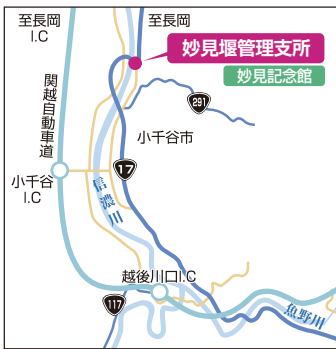 至長岡
I.C
至長岡
妙見堰管理支所
妙見記念館
関越自動車道
291
小千谷市
17
小千谷
I.C
信濃川
越後川口I.C
117
魚野川